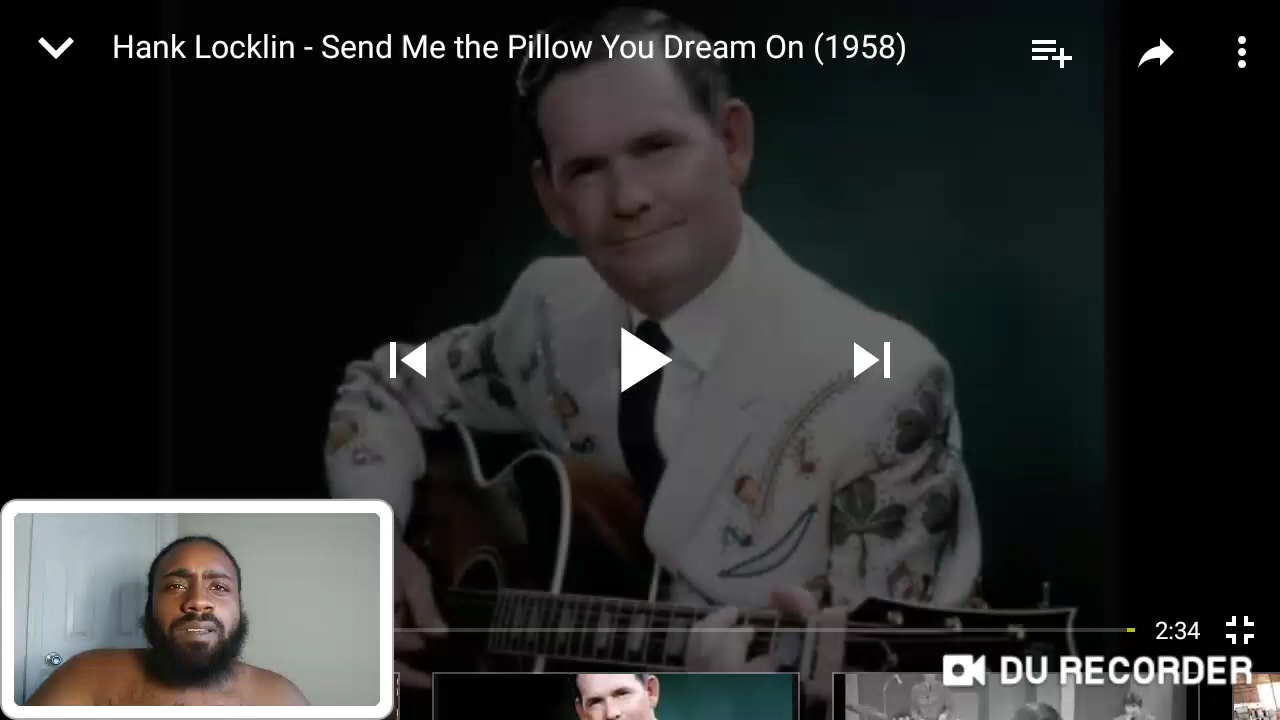 Hank Locklin - Send Me the Pillow You Dream On (1958)
2:34
DU RECORDER